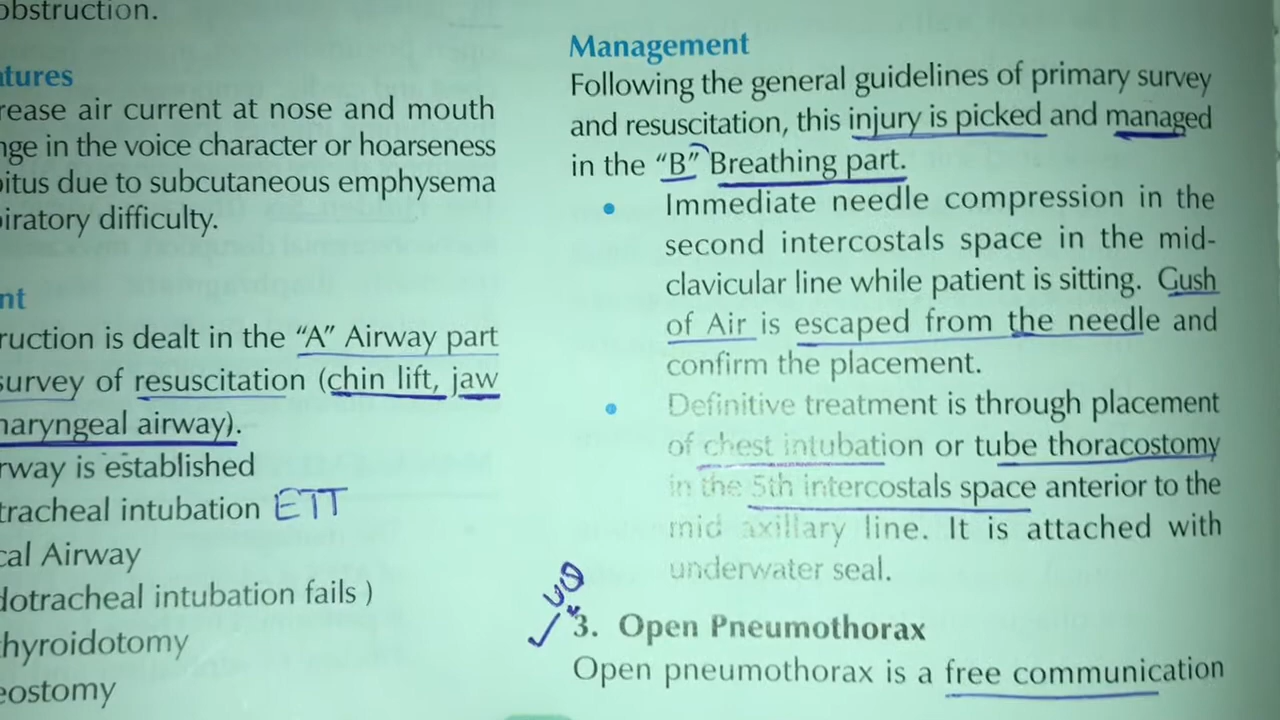 obstruction.
atures
rease air current at nose and mouth
nge in the voice character or hoarseness
pitus due to subcutaneous emphysema
piratory difficulty.
nt
ruction is dealt in the “A” Airway part
survey of resuscitation (chin lift, jaw
naryngeal airway).
rway is established
tracheal intubation ETT
cal Airway
dotracheal intubation fails )
thyroidotomy
eostomy
Management
Following the general guidelines of primary survey
and resuscitation, this injury is picked and managed
in the “B” Breathing part.
• Immediate needle compression in the
second intercostals space in the mid-
clavicular line while patient is sitting. Gush
of Air is escaped from the needle and
confirm the placement.
• Definitive treatment is through placement
of chest intubation or tube thoracostomy
in the 5th intercostals space anterior to the
mid axillary line. It is attached with
underwater seal.
3. Open Pneumothorax
Open pneumothorax is a free communication